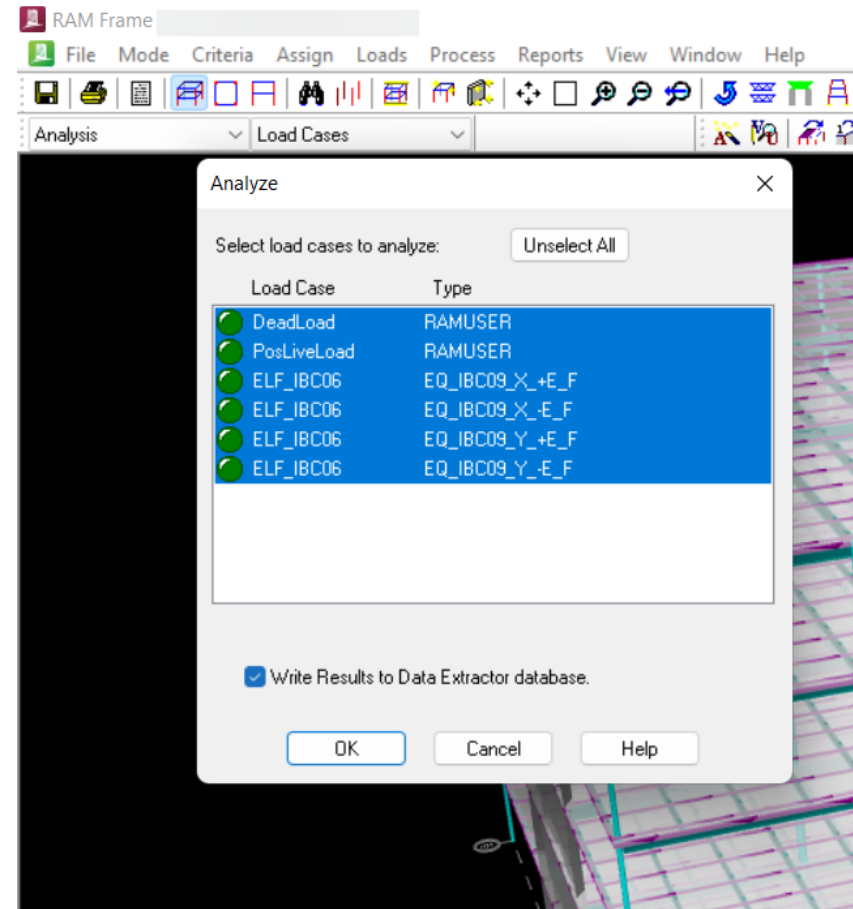 RAM Frame
File Mode Criteria Assign Loads Process Reports View Window Help
Analysis Load Cases
Analyze
Select load cases to analyze: Unselect All
Load Case Type
DeadLoad RAMUSER
PosLiveLoad RAMUSER
ELF_IBC06 EQ_IBC09_X_+E_F
ELF_IBC06 EQ_IBC09_X_-E_F
ELF_IBC06 EQ_IBC09_Y_+E_F
ELF_IBC06 EQ_IBC09_Y_-E_F
Write Results to Data Extractor database.
OK Cancel Help